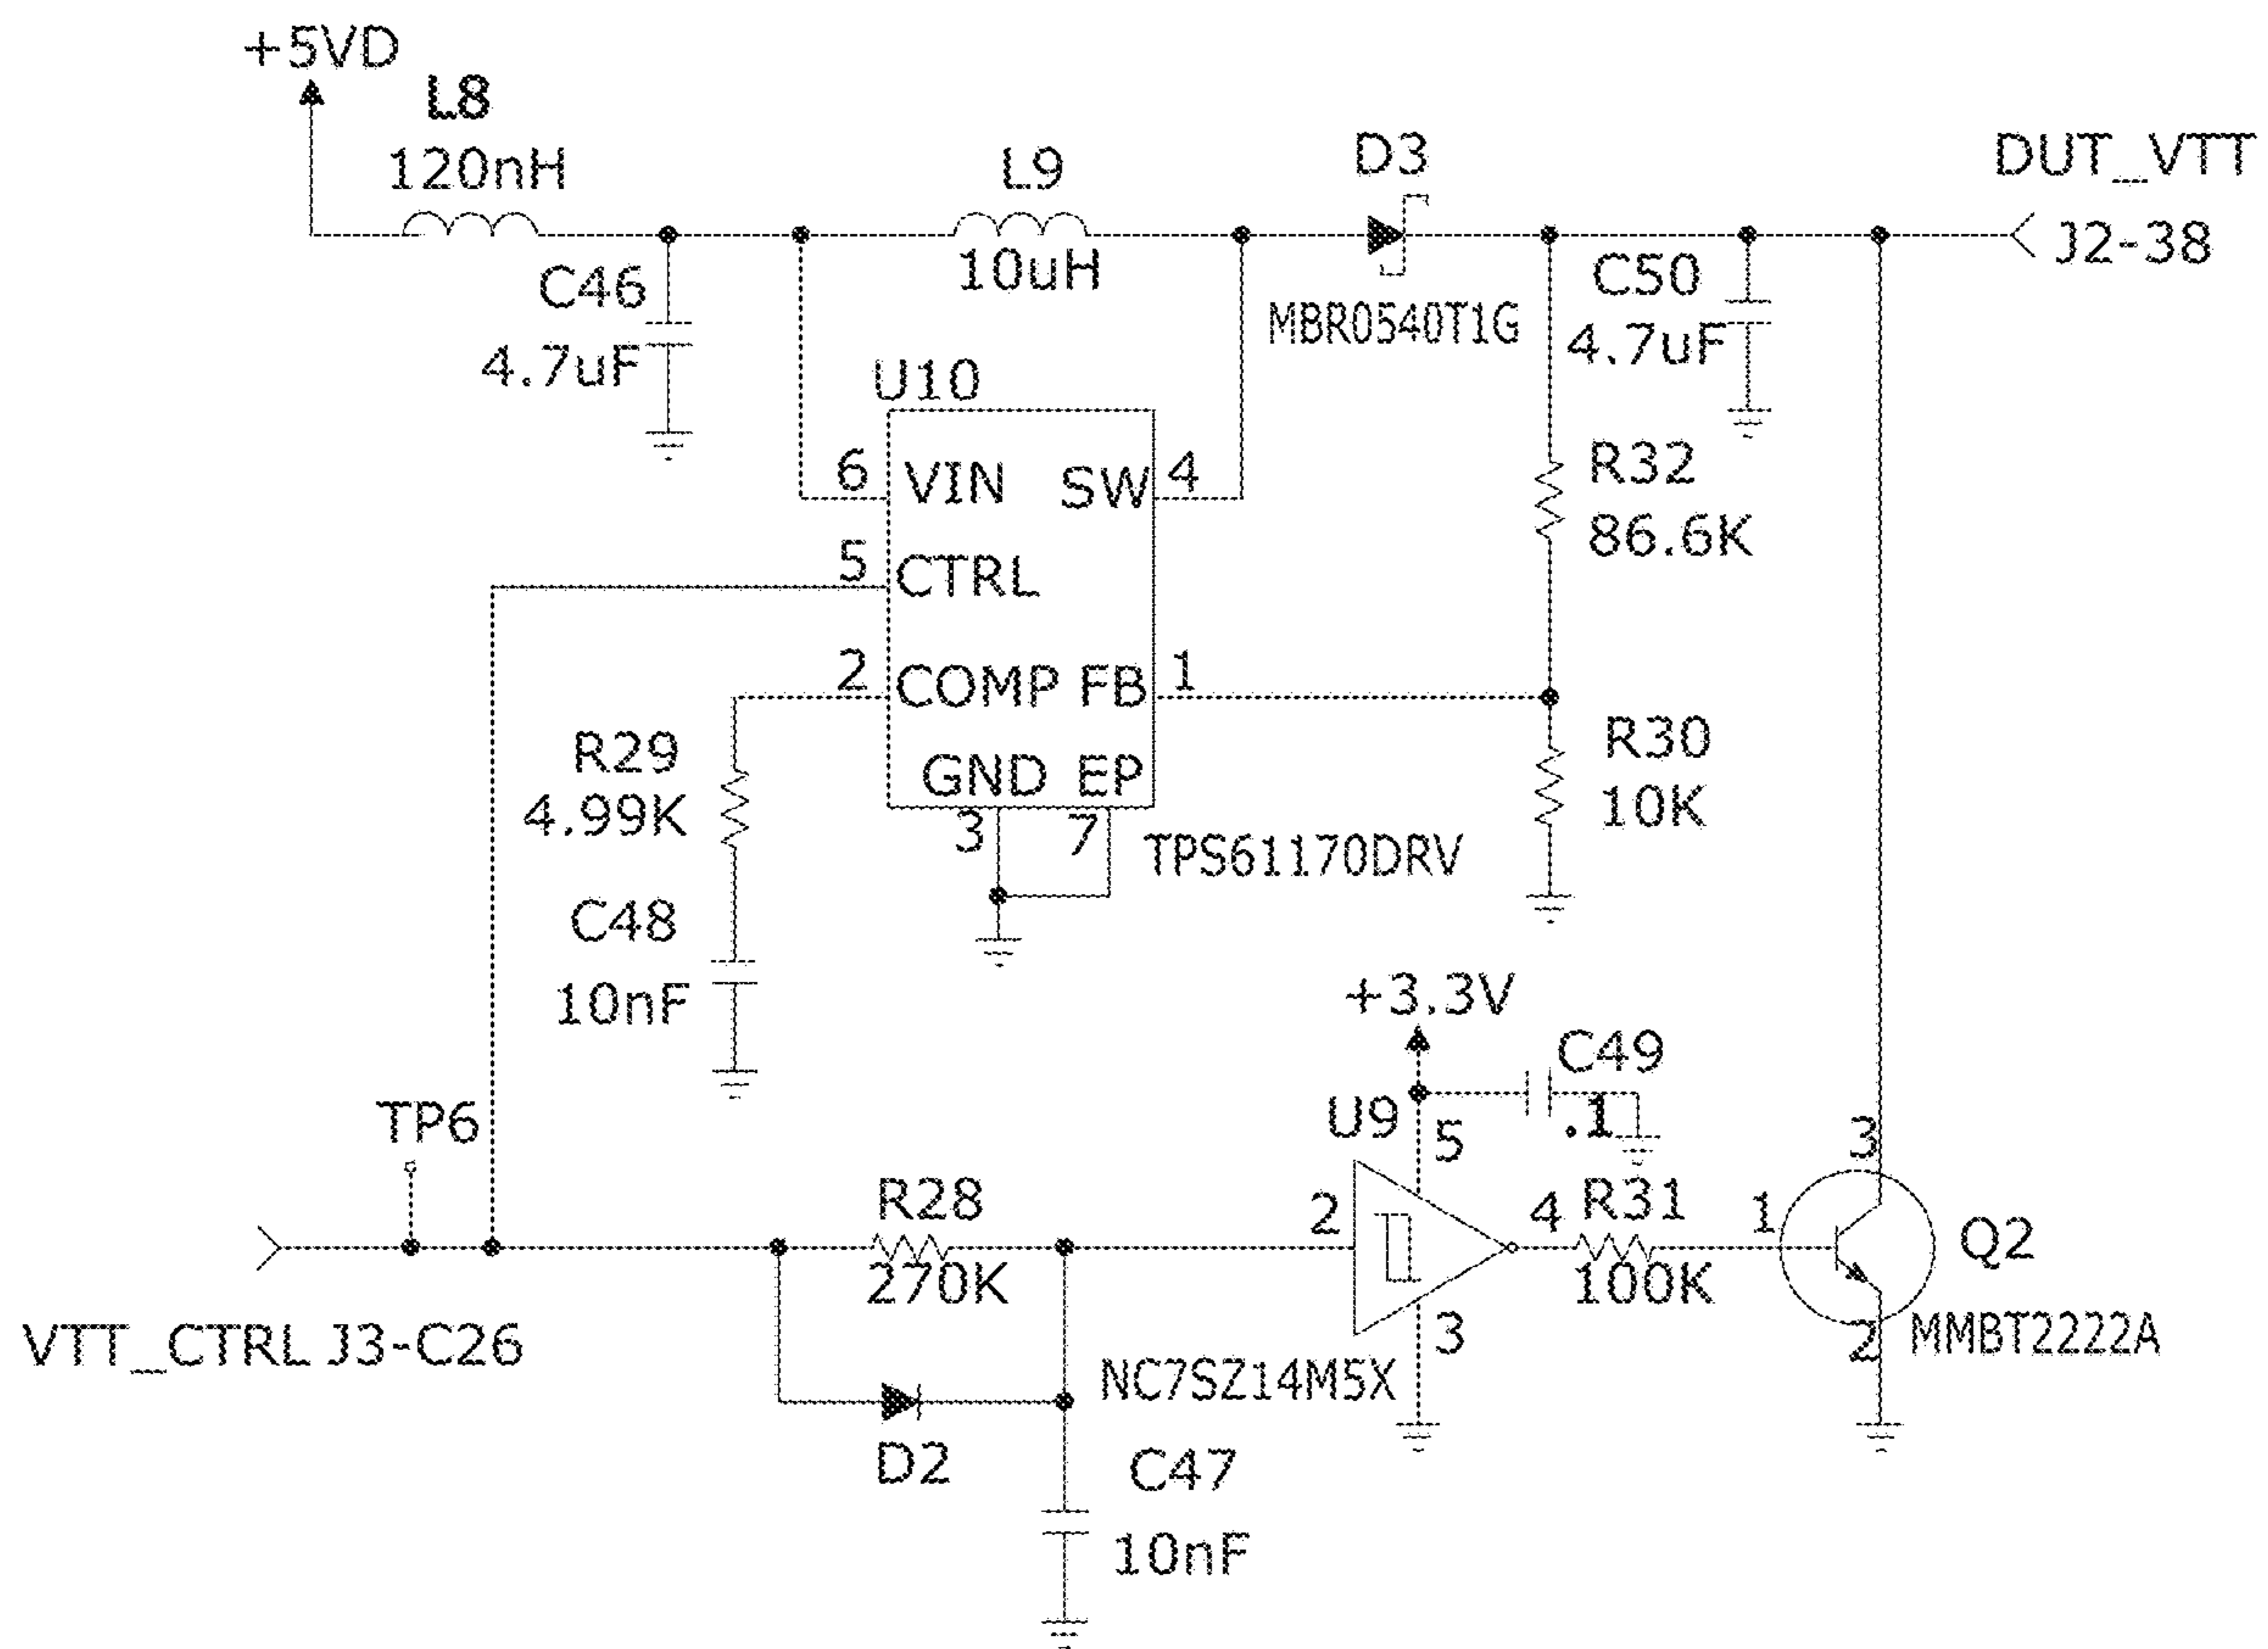 +5VD
L8
120nH
L9
10uH
D3
MBR0540T1G
DUT_VTT
J2-38
C46
4.7uF
C50
4.7uF
U10
6 VIN SW 4
5 CTRL
2 COMP FB 1
GND EP
3 7
TPS61170DRV
R32
86.6K
R30
10K
R29
4.99K
C48
10nF
+3.3V
C49
.1
U9
5
TP6
R28
270K
2
4
R31
100K
1
3
Q2
2
MMBT2222A
3
NC7SZ14M5X
VTT_CTRL J3-C26
D2
C47
10nF